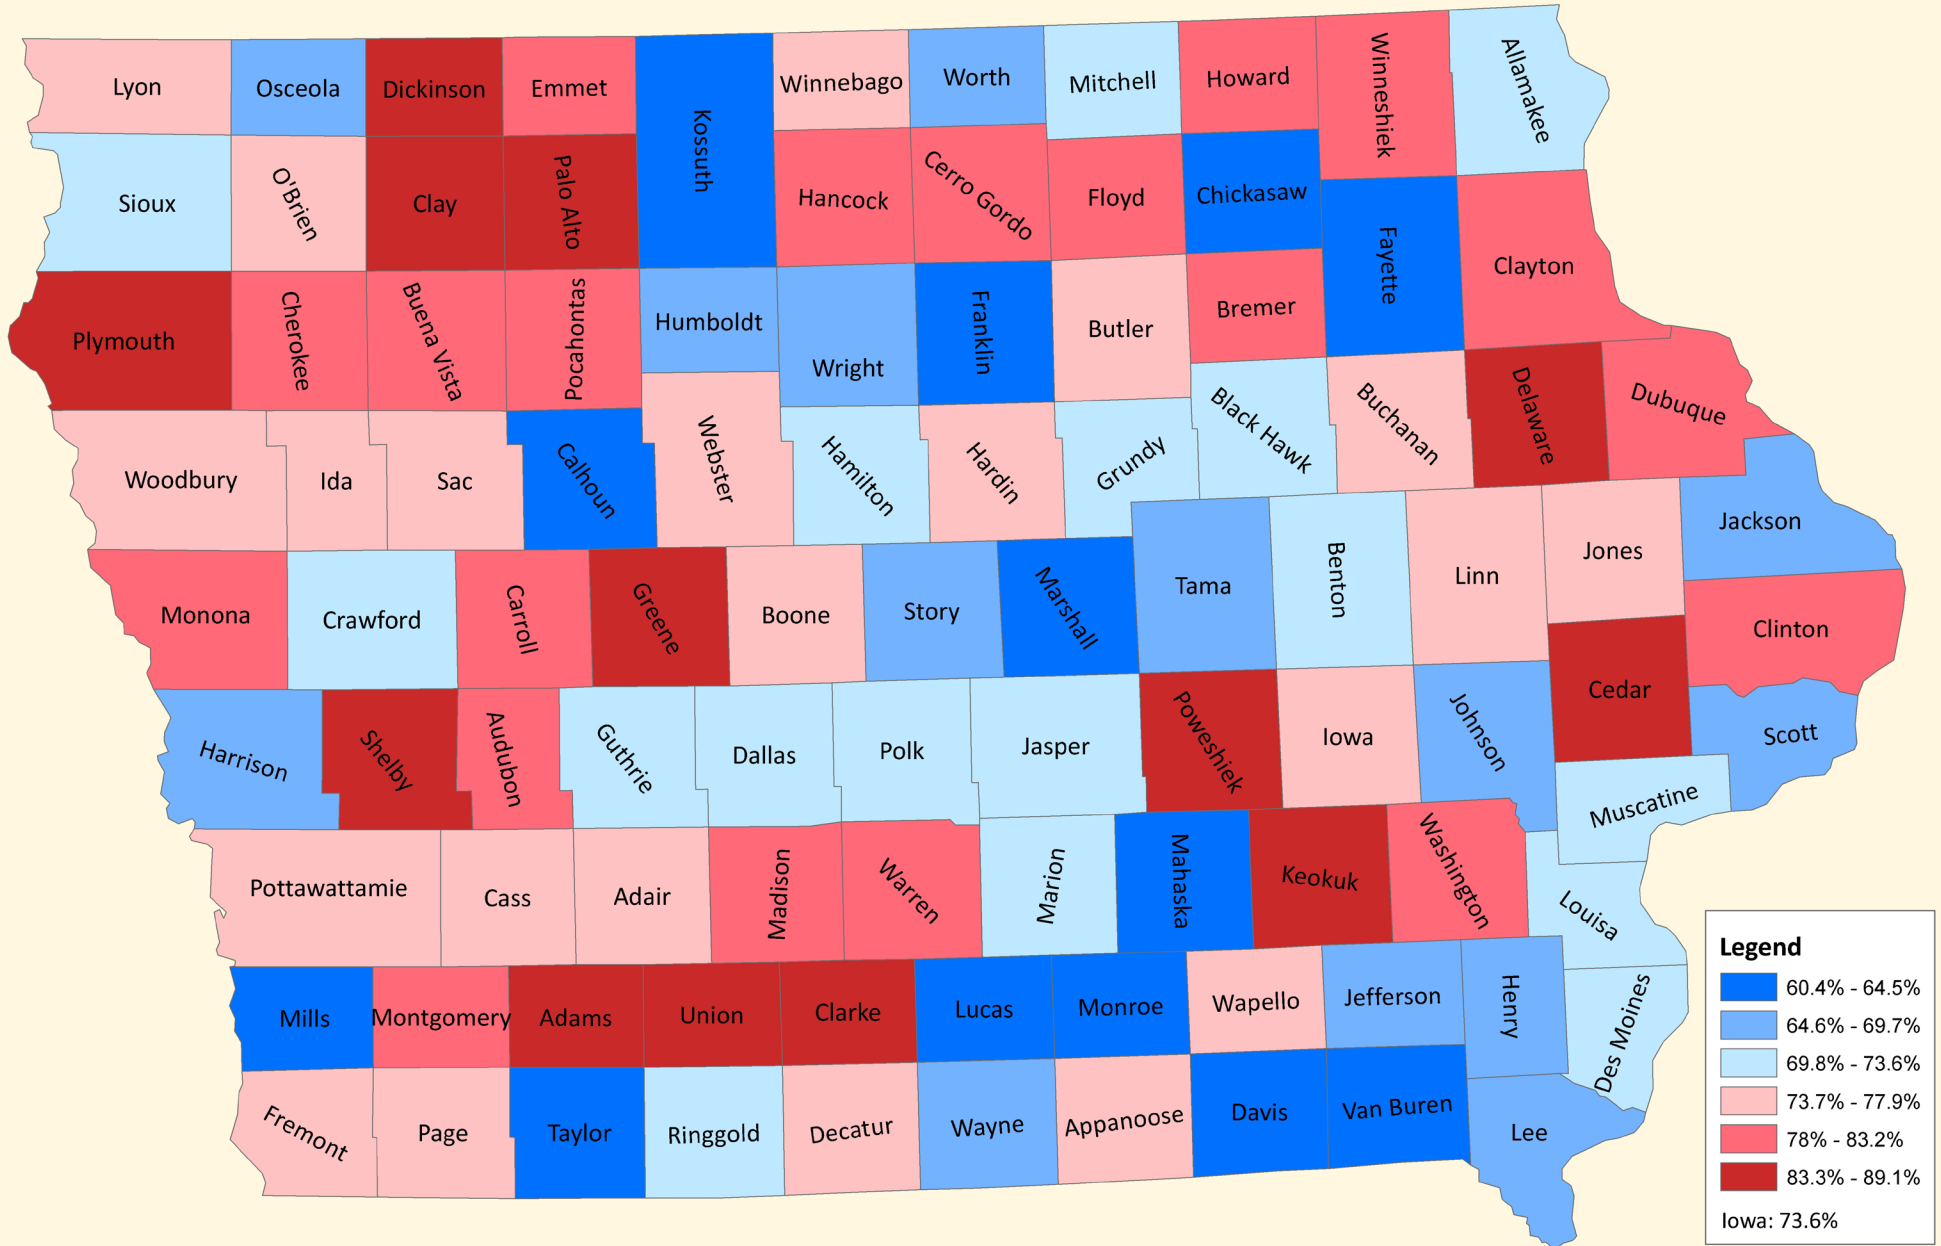 Lyon
Osceola
Dickinson
Emmet
Kossuth
Winnebago
Worth
Mitchell
Howard
Winneshiek
Allamakee
Sioux
O'Brien
Clay
Palo Alto
Hancock
Cerro Gordo
Floyd
Chickasaw
Fayette
Clayton
Plymouth
Cherokee
Buena Vista
Pocahontas
Humboldt
Wright
Franklin
Butler
Bremer
Black Hawk
Buchanan
Delaware
Dubuque
Woodbury
Ida
Sac
Calhoun
Webster
Hamilton
Hardin
Grundy
Jackson
Monona
Crawford
Carroll
Greene
Boone
Story
Marshall
Tama
Benton
Linn
Jones
Clinton
Harrison
Shelby
Audubon
Guthrie
Dallas
Polk
Jasper
Poweshiek
Iowa
Johnson
Cedar
Scott
Muscatine
Pottawattamie
Cass
Adair
Madison
Warren
Marion
Mahaska
Keokuk
Washington
Louisa
Mills
Montgomery
Adams
Union
Clarke
Lucas
Monroe
Wapello
Jefferson
Henry
Des Moines
Fremont
Page
Taylor
Ringgold
Decatur
Wayne
Appanoose
Davis
Van Buren
Lee
Legend
60.4% - 64.5%
64.6% - 69.7%
69.8% - 73.6%
73.7% - 77.9%
78% - 83.2%
83.3% - 89.1%
Iowa: 73.6%